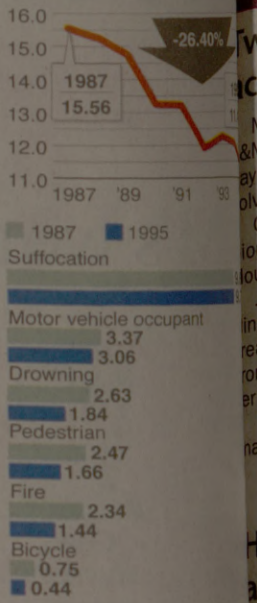 16.0
15.0
14.0
13.0
12.0
11.0
-26.40%
1987
15.56
1987 '89 '91 '93
1987 1995
Suffocation
Motor vehicle occupant
3.37
3.06
Drowning
2.63
1.84
Pedestrian
2.47
1.66
Fire
2.34
1.44
Bicycle
0.75
0.44